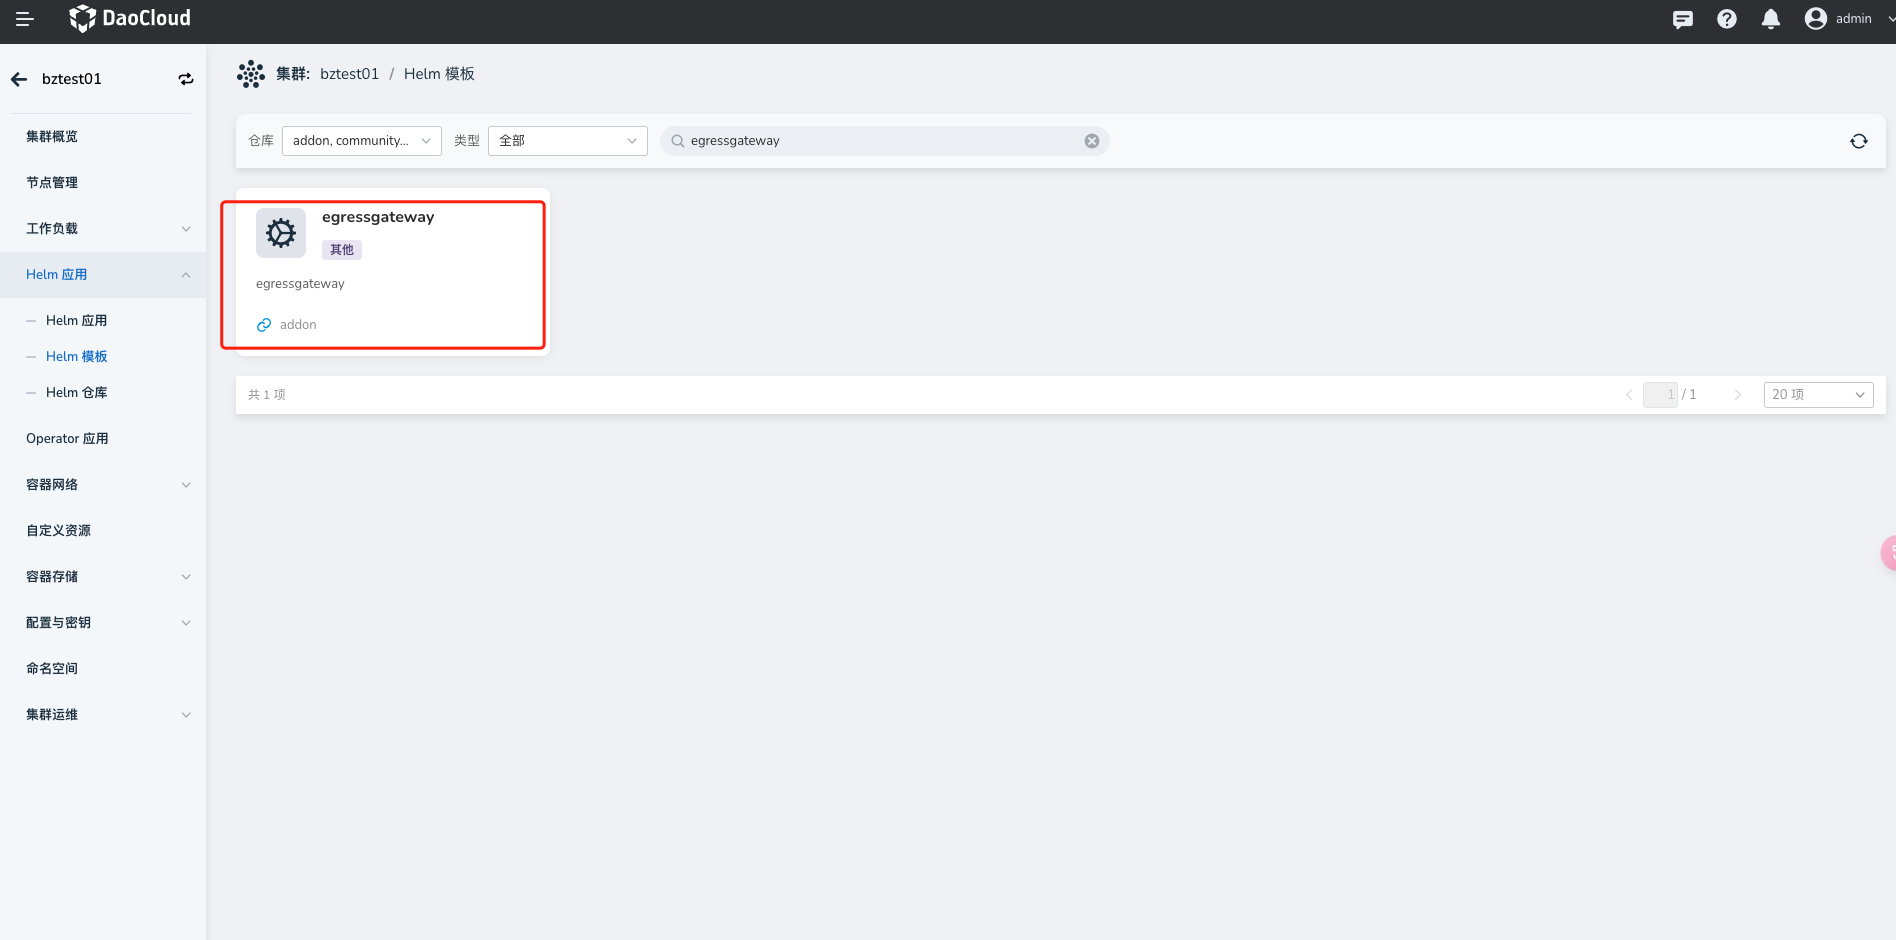 DaoCloud
admin
bztest01
集群概览
节点管理
工作负载
Helm 应用
Helm 应用
Helm 模板
Helm 仓库
Operator 应用
容器网络
自定义资源
容器存储
配置与密钥
命名空间
集群运维
集群: bztest01 / Helm 模板
仓库 addon, community... 类型 全部 egressgateway
egressgateway
其他
egressgateway
addon
共 1 项
1 / 1
20 项